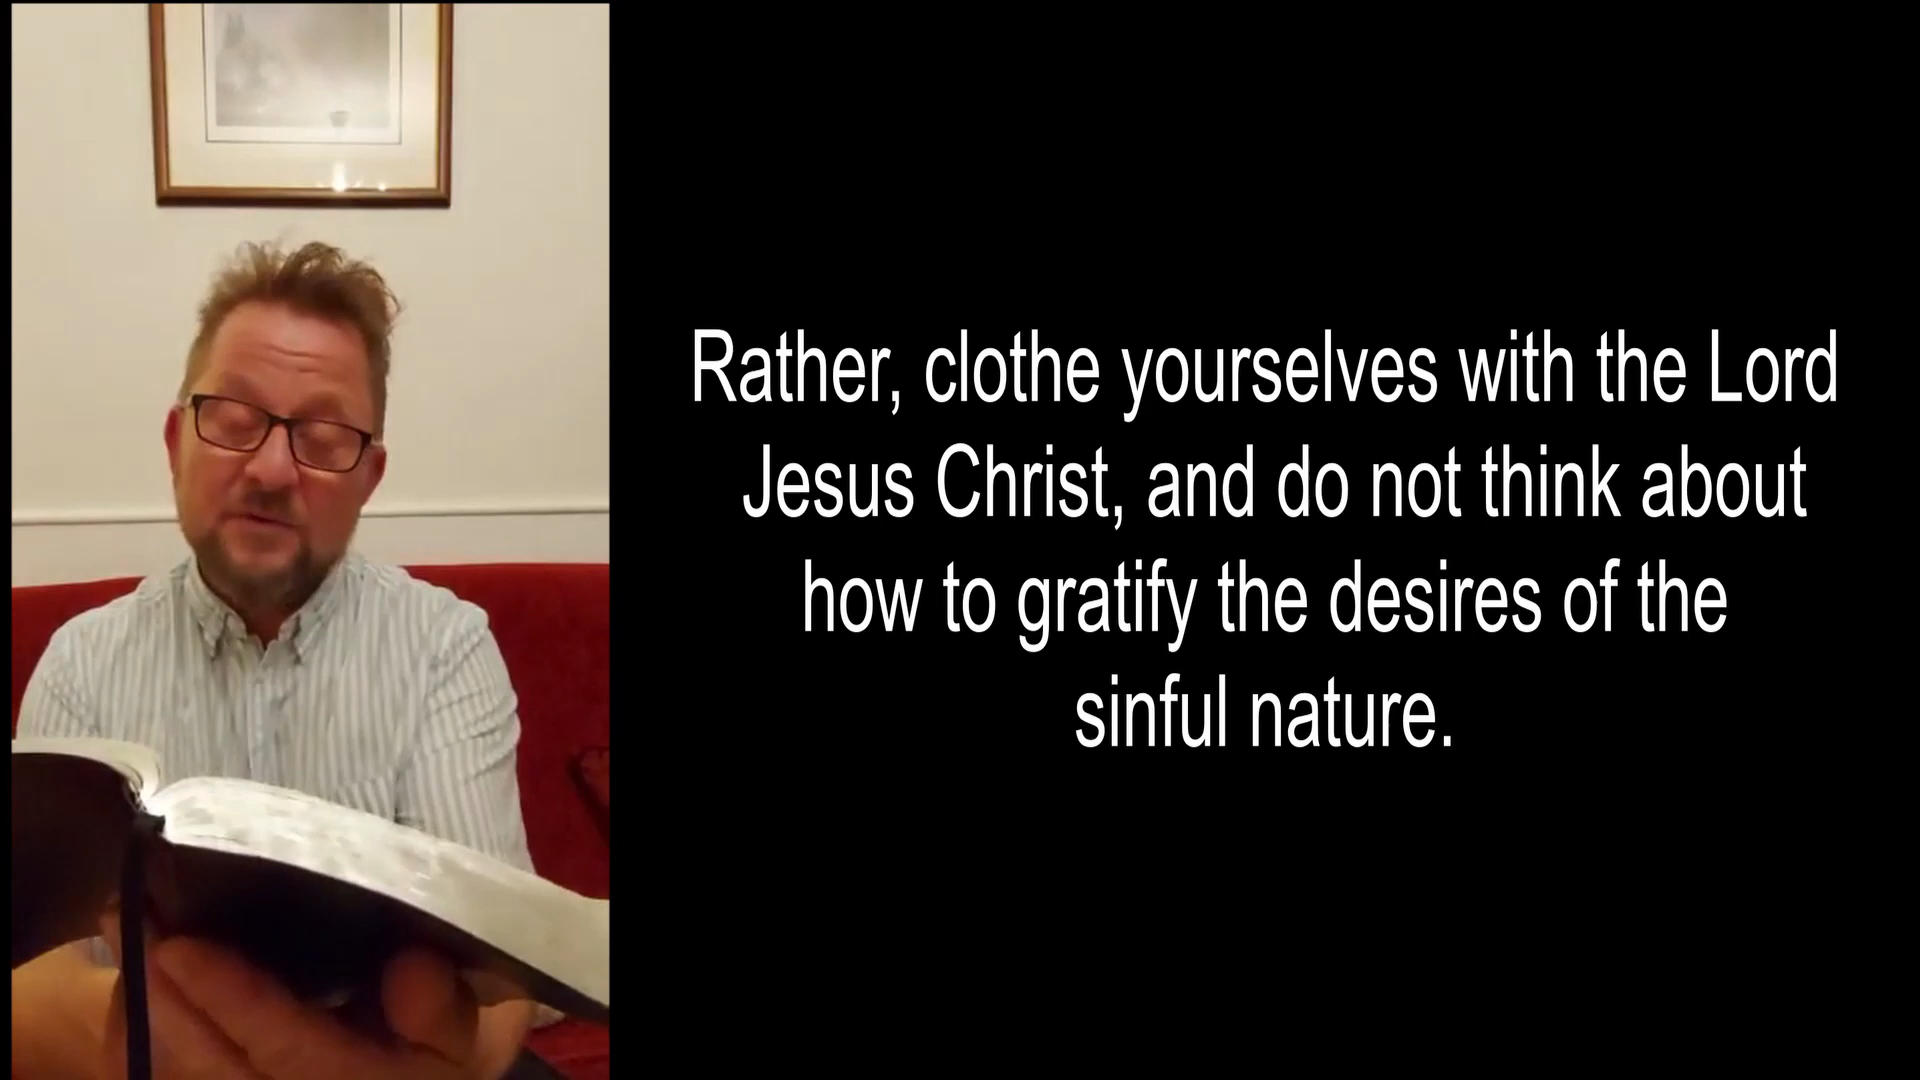 Rather, clothe yourselves with the Lord
Jesus Christ, and do not think about
how to gratify the desires of the
sinful nature.